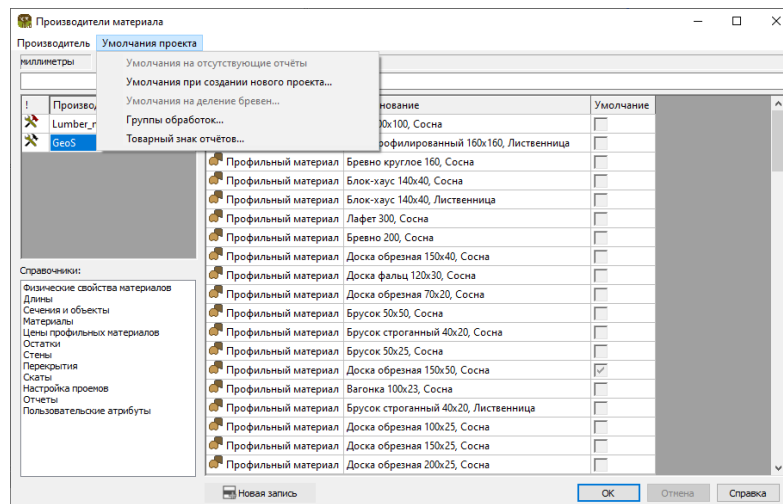 Производители материала
Производитель Умолчания проекта
миллиметры
Умолчания на отсутствующие отчёты
Умолчания при создании нового проекта...
Умолчания на деление бревен...
Группы обработок...
Товарный знак отчётов...
! Умолчание
00x100, Сосна
GeoS 160x160, Лиственница
Профильный материал Бревно круглое 160, Сосна
Профильный материал Блок-хаус 140x40, Сосна
Профильный материал Блок-хаус 140x40, Лиственница
Профильный материал Лафет 300, Сосна
Профильный материал Бревно 200, Сосна
Профильный материал Доска обрезная 150x40, Сосна
Профильный материал Доска фальц 120x30, Сосна
Профильный материал Доска обрезная 70x20, Сосна
Профильный материал Брусок 50x50, Сосна
Профильный материал Брусок строганный 40x20, Сосна
Профильный материал Брусок 50x25, Сосна
Профильный материал Доска обрезная 150x50, Сосна
Профильный материал Вагонка 100x23, Сосна
Профильный материал Брусок строганный 40x20, Лиственница
Профильный материал Доска обрезная 100x25, Сосна
Профильный материал Доска обрезная 150x25, Сосна
Профильный материал Доска обрезная 200x25, Сосна
Справочники:
Физические свойства материалов
Длины
Сечения и объекты
Материалы
Цены профильных материалов
Остатки
Стены
Перекрытия
Скаты
Настройка проемов
Отчеты
Пользовательские атрибуты
Новая запись
OK Отмена Справка